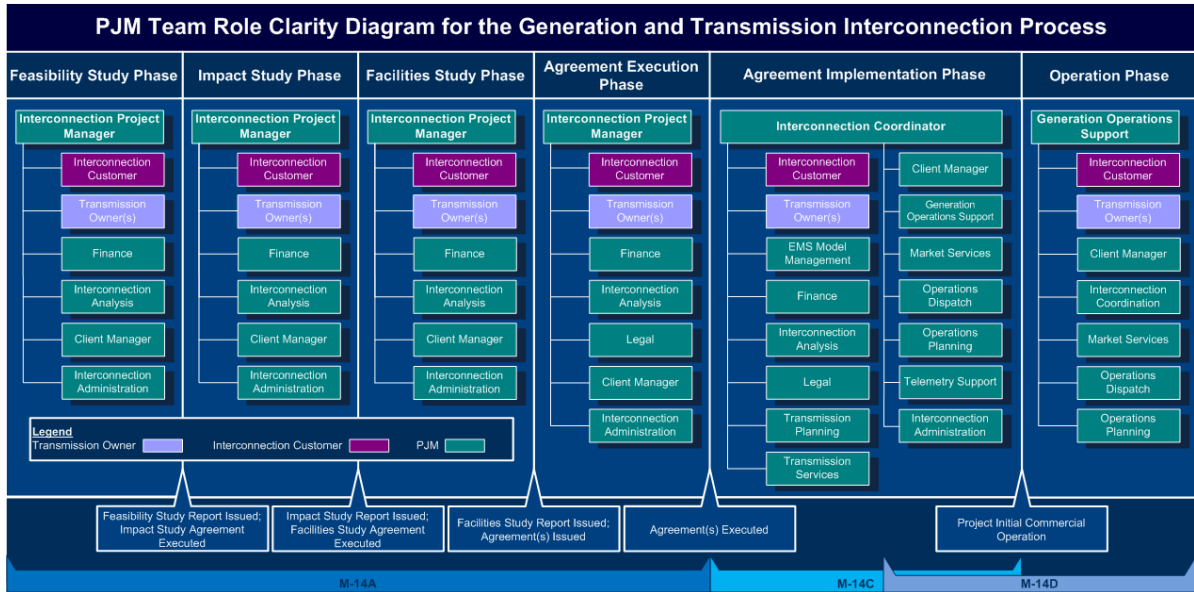 PJM Team Role Clarity Diagram for the Generation and Transmission Interconnection Process
Feasibility Study Phase
Impact Study Phase
Facilities Study Phase
Agreement Execution
Phase
Agreement Implementation Phase
Operation Phase
Interconnection Project
Manager
Interconnection
Customer
Transmission
Owner(s)
Finance
Interconnection
Analysis
Client Manager
Interconnection
Administration
Interconnection Project
Manager
Interconnection
Customer
Transmission
Owner(s)
Finance
Interconnection
Analysis
Client Manager
Interconnection
Administration
Interconnection Project
Manager
Interconnection
Customer
Transmission
Owner(s)
Finance
Interconnection
Analysis
Client Manager
Interconnection
Administration
Interconnection Project
Manager
Interconnection
Customer
Transmission
Owner(s)
Finance
Interconnection
Analysis
Legal
Client Manager
Interconnection
Administration
Interconnection Coordinator
Interconnection
Customer
Transmission
Owner(s)
EMS Model
Management
Finance
Interconnection
Analysis
Legal
Transmission
Planning
Transmission
Services
Client Manager
Generation
Operations Support
Market Services
Operations
Dispatch
Operations
Planning
Telemetry Support
Interconnection
Administration
Generation Operations
Support
Interconnection
Customer
Transmission
Owner(s)
Client Manager
Interconnection
Coordination
Market Services
Operations
Dispatch
Operations
Planning
Legend
Transmission Owner
Interconnection Customer
PJM
Feasibility Study Report Issued;
Impact Study Agreement
Executed
Impact Study Report Issued;
Facilities Study Agreement
Executed
Facilities Study Report Issued;
Agreement(s) Issued
Agreement(s) Executed
Project Initial Commercial
Operation
M-14A
M-14C
M-14D